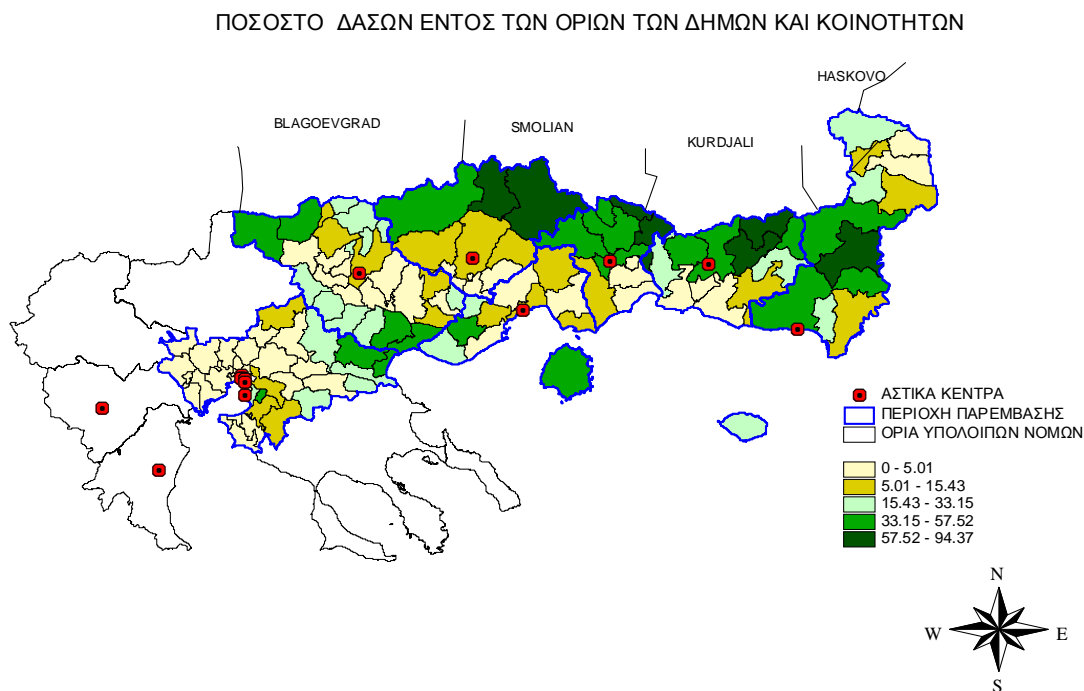 ΠΟΣΟΣΤΟ ΔΑΣΩΝ ΕΝΤΟΣ ΤΩΝ ΟΡΙΩΝ ΤΩΝ ΔΗΜΩΝ ΚΑΙ ΚΟΙΝΟΤΗΤΩΝ
HASKOVO
BLAGOEVGRAD
SMOLIAN
KURDJALI
ΑΣΤΙΚΑ ΚΕΝΤΡΑ
ΠΕΡΙΟΧΗ ΠΑΡΕΜΒΑΣΗΣ
ΟΡΙΑ ΥΠΟΛΟΙΠΩΝ ΝΟΜΩΝ
0 - 5.01
5.01 - 15.43
15.43 - 33.15
33.15 - 57.52
57.52 - 94.37
N
W E
S